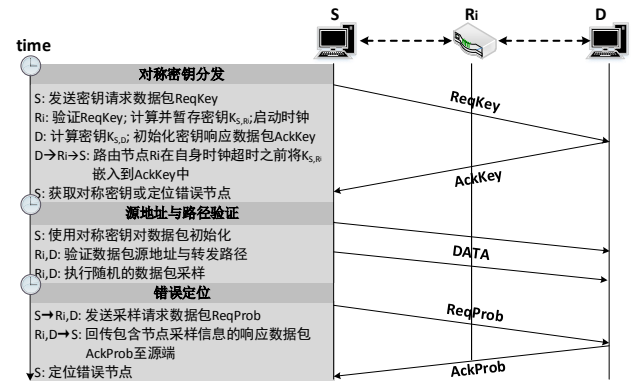 S Ri D
time
对称密钥分发
S: 发送密钥请求数据包ReqKey
Ri: 验证ReqKey; 计算并暂存密钥KS,Ri;启动时钟
D: 计算密钥KS,D; 初始化密钥响应数据包AckKey
D→Ri→S: 路由节点Ri在自身时钟超时之前将KS,Ri
嵌入到AckKey中
S: 获取对称密钥或定位错误节点
ReqKey
AckKey
源地址与路径验证
S: 使用对称密钥对数据包初始化
Ri,D: 验证数据包源地址与转发路径
Ri,D: 执行随机的数据包采样
DATA
错误定位
S→Ri,D: 发送采样请求数据包ReqProb
Ri,D→S: 回传包含节点采样信息的响应数据包
AckProb至源端
S: 定位错误节点
ReqProb
AckProb